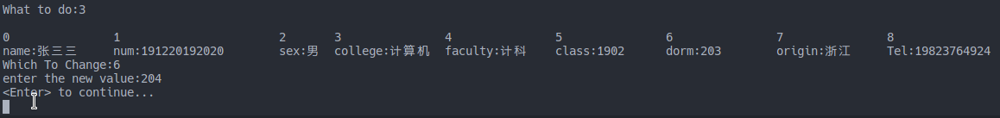 What to do:3
0 1 2 3 4 5 6 7 8
name:张三三 num:191220192020 sex:男 college:计算机 faculty:计科 class:1902 dorm:203 origin:浙江 Tel:19823764924
Which To Change:6
enter the new value:204
<Enter> to continue...